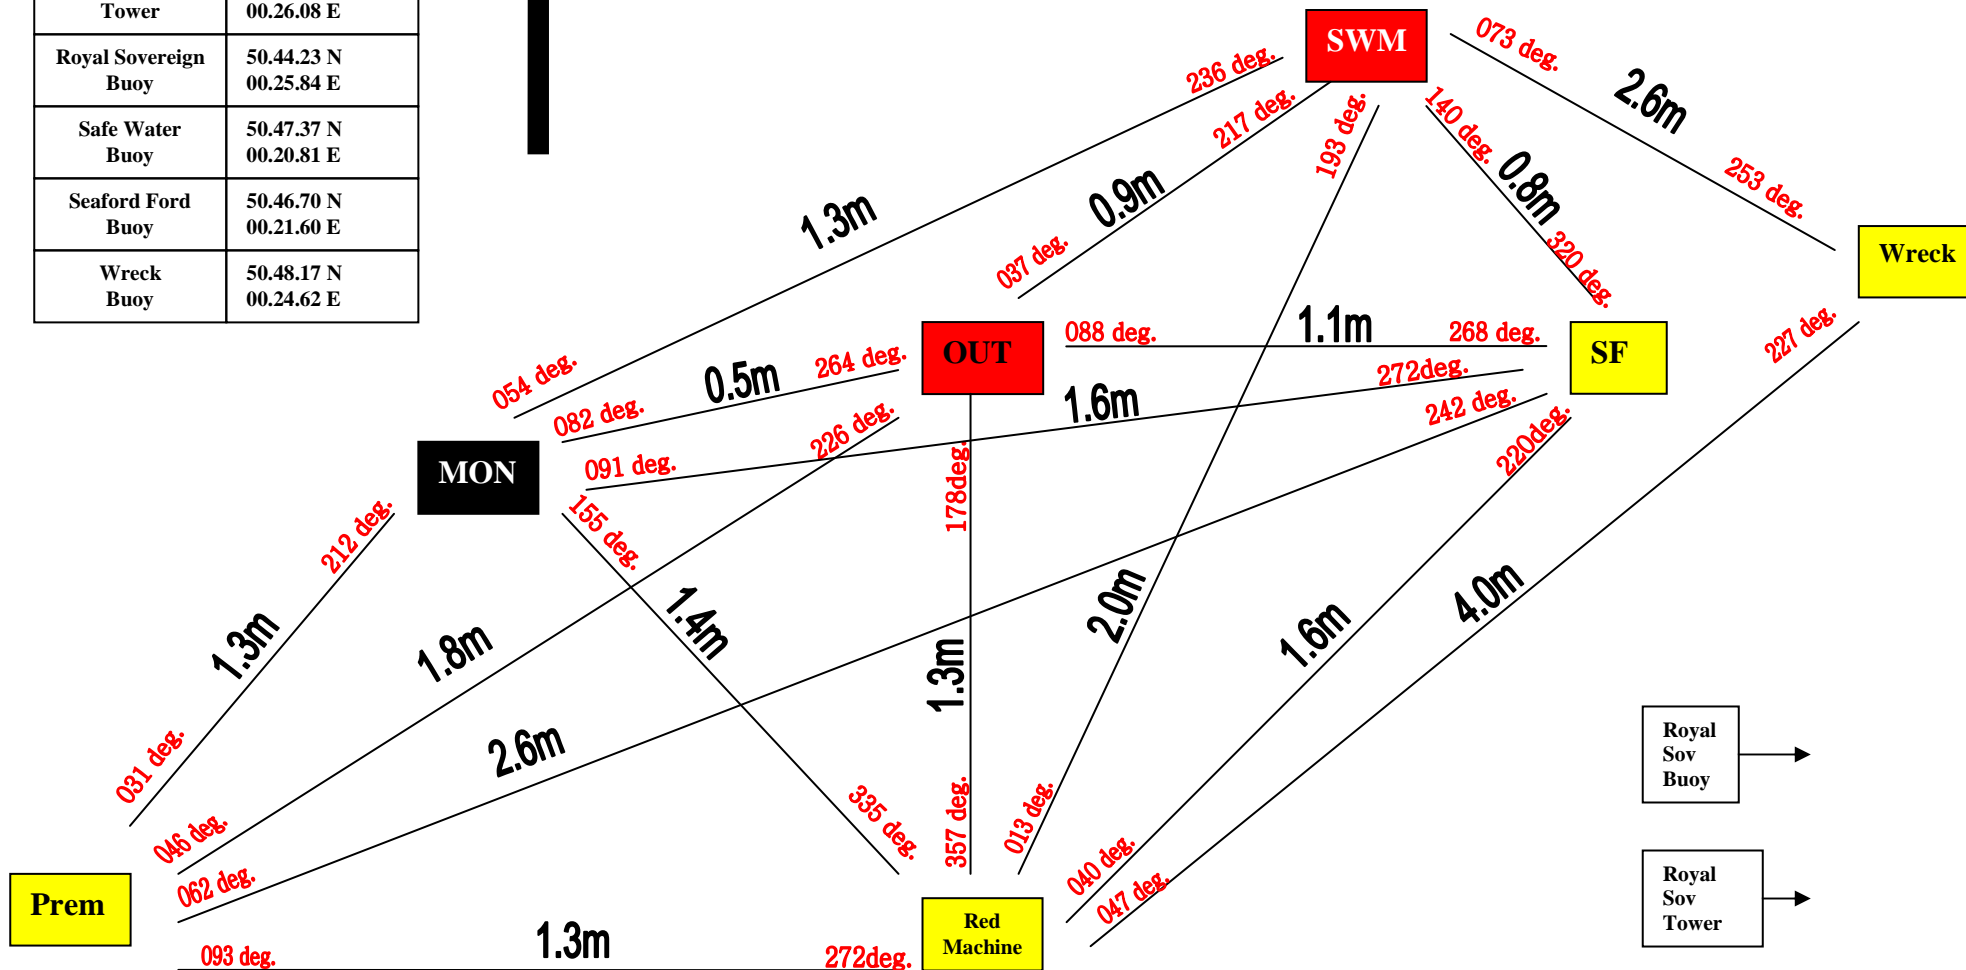 Tower 00.26.08 E
Royal Sovereign 50.44.23 N
Buoy 00.25.84 E
Safe Water 50.47.37 N
Buoy 00.20.81 E
Seaford Ford 50.46.70 N
Buoy 00.21.60 E
Wreck 50.48.17 N
Buoy 00.24.62 E
SWM
073 deg.
236 deg.
217 deg.
193 deg.
140 deg.
2.6m
253 deg.
0.8m
320 deg.
1.3m
0.9m
037 deg.
Wreck
227 deg.
054 deg.
082 deg.
0.5m
264 deg.
OUT
088 deg.
1.1m
268 deg.
SF
272deg.
1.6m
242 deg.
220deg.
226 deg.
178deg.
MON
091 deg.
155 deg.
212 deg.
1.3m
1.8m
1.4m
1.3m
2.0m
1.6m
4.0m
2.6m
031 deg.
046 deg.
062 deg.
335 deg.
357 deg.
013 deg.
040 deg.
047 deg.
Prem
093 deg.
1.3m
272deg.
Red
Machine
Royal
Sov
Buoy
Royal
Sov
Tower